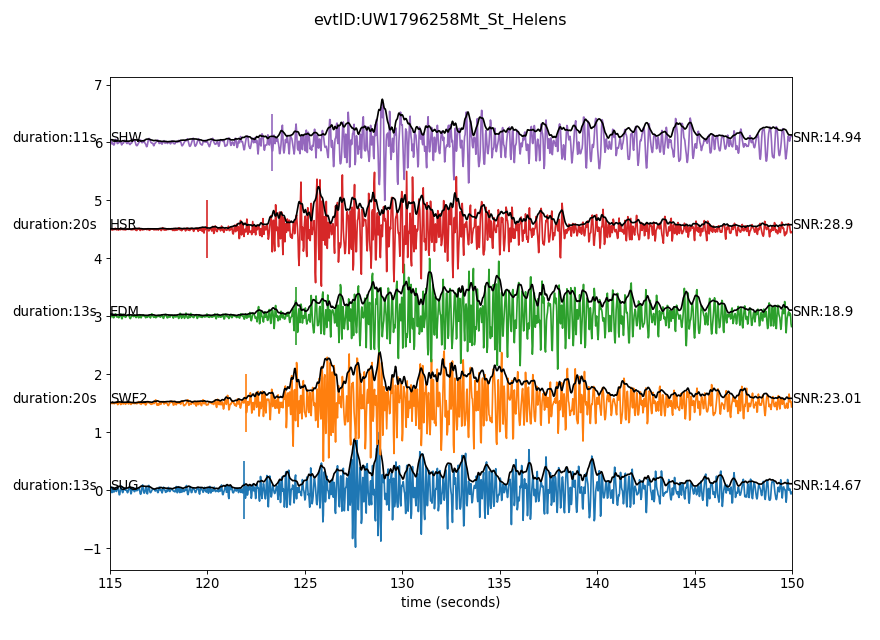 evtID:UW1796258Mt_St_Helens
7
duration:11s SHW SNR:14.94
6
5
duration:20s HSR SNR:28.9
4
duration:13s EDM SNR:18.9
3
2
duration:20s SWF2 SNR:23.01
1
duration:13s SUG SNR:14.67
0
−1
115 120 125 130 135 140 145 150
time (seconds)